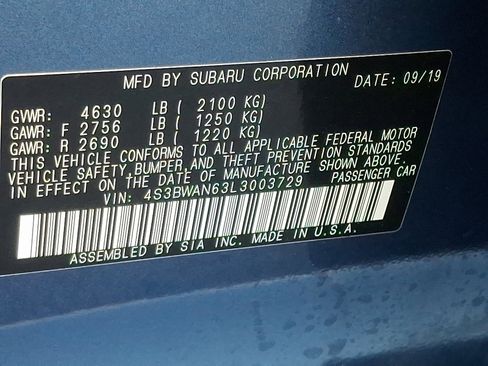 MFD BY SUBARU CORPORATION DATE: 09/19
GVWR: 4630 LB ( 2100 KG)
GAWR: F 2756 LB ( 1250 KG)
GAWR: R 2690 LB ( 1220 KG)
THIS VEHICLE CONFORMS TO ALL APPLICABLE FEDERAL MOTOR
VEHICLE SAFETY,BUMPER,AND THEFT PREVENTION STANDARDS
IN EFFECT ON THE DATE OF MANUFACTURE SHOWN ABOVE.
VIN: 4S3BWAN63L3003729 PASSENGER CAR
ASSEMBLED BY SIA INC. MADE IN U.S.A.